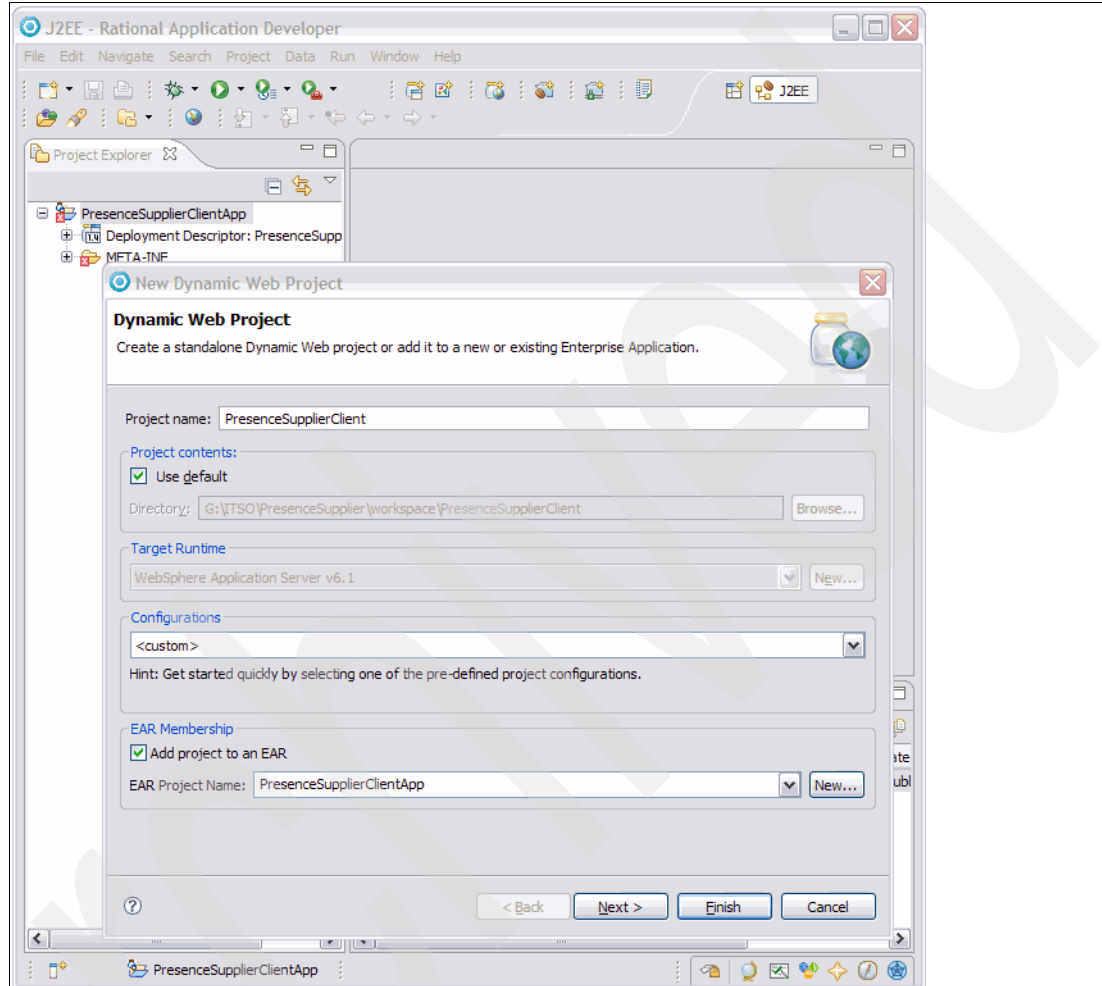 J2EE - Rational Application Developer
File Edit Navigate Search Project Data Run Window Help
J2EE
Project Explorer
PresenceSupplierClientApp
1.4 Deployment Descriptor: PresenceSupp
META-INF
New Dynamic Web Project
Dynamic Web Project
Create a standalone Dynamic Web project or add it to a new or existing Enterprise Application.
Project name: PresenceSupplierClient
Project contents:
Use default
Directory: G:\ITSO\PresenceSupplier\workspace\PresenceSupplierClient Browse...
Target Runtime
WebSphere Application Server v6.1 New...
Configurations
<custom>
Hint: Get started quickly by selecting one of the pre-defined project configurations.
EAR Membership
Add project to an EAR
ate
EAR Project Name: PresenceSupplierClientApp New...
ubl
< Back Next > Finish Cancel
PresenceSupplierClientApp